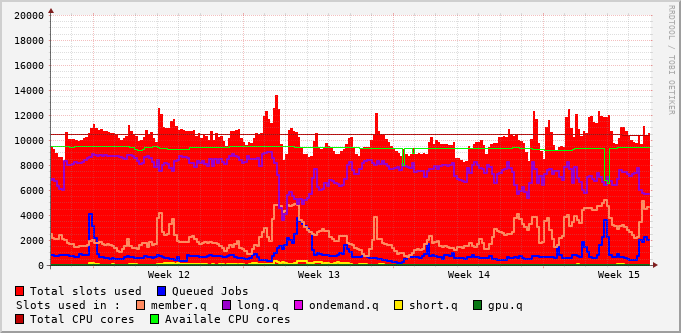 RRDTOOL / TOBI OETIKER
20000
18000
16000
14000
12000
10000
8000
6000
4000
2000
0
Week 12 Week 13 Week 14 Week 15
Total slots used Queued Jobs
Slots used in : member.q long.q ondemand.q short.q gpu.q
Total CPU cores Availale CPU cores